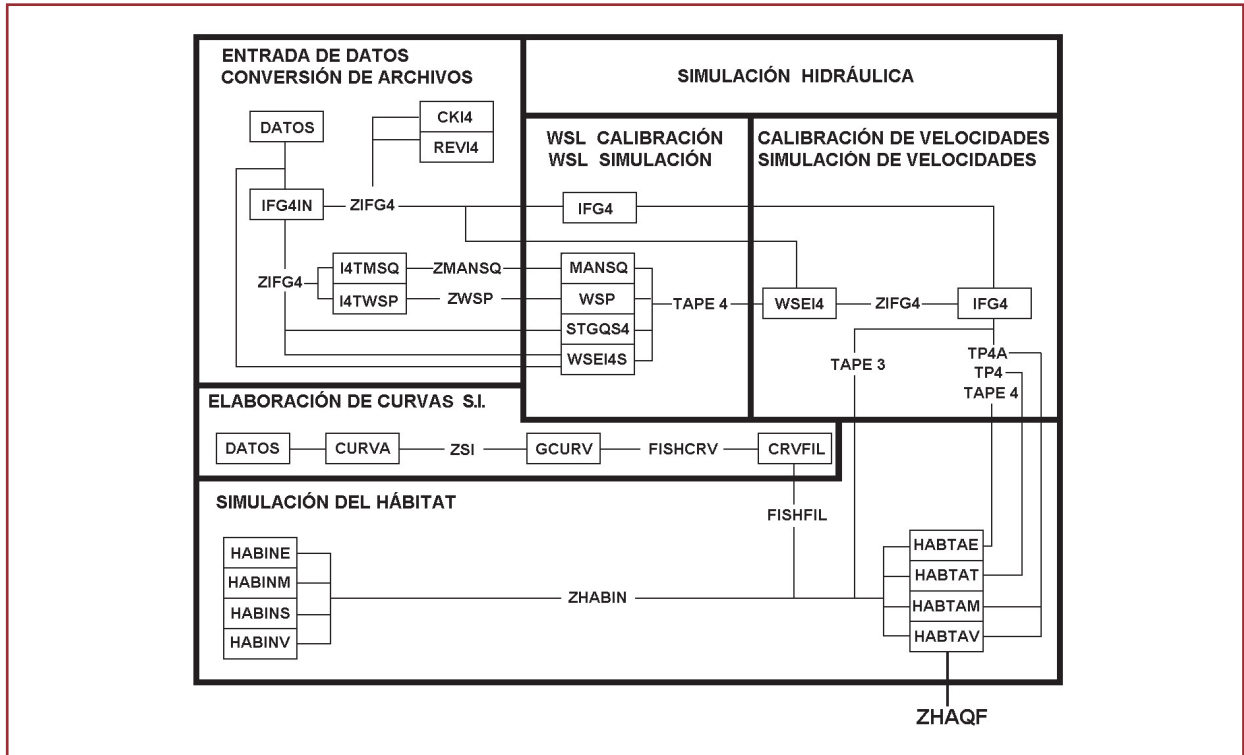 ENTRADA DE DATOS
CONVERSIÓN DE ARCHIVOS
DATOS
CKI4
REVI4
IFG4IN
ZIFG4
ZIFG4
I4TMSQ
I4TWSP
ZMANSQ
ZWSP
SIMULACIÓN HIDRÁULICA
WSL CALIBRACIÓN
WSL SIMULACIÓN
IFG4
MANSQ
WSP
STGQS4
WSEI4S
TAPE 4
CALIBRACIÓN DE VELOCIDADES
SIMULACIÓN DE VELOCIDADES
WSEI4
ZIFG4
IFG4
TAPE 3
TP4A
TP4
TAPE 4
ELABORACIÓN DE CURVAS S.I.
DATOS
CURVA
ZSI
GCURV
FISHCRV
CRVFIL
SIMULACIÓN DEL HÁBITAT
FISHFIL
HABINE
HABINM
HABINS
HABINV
ZHABIN
HABTAE
HABTAT
HABTAM
HABTAV
ZHAQF